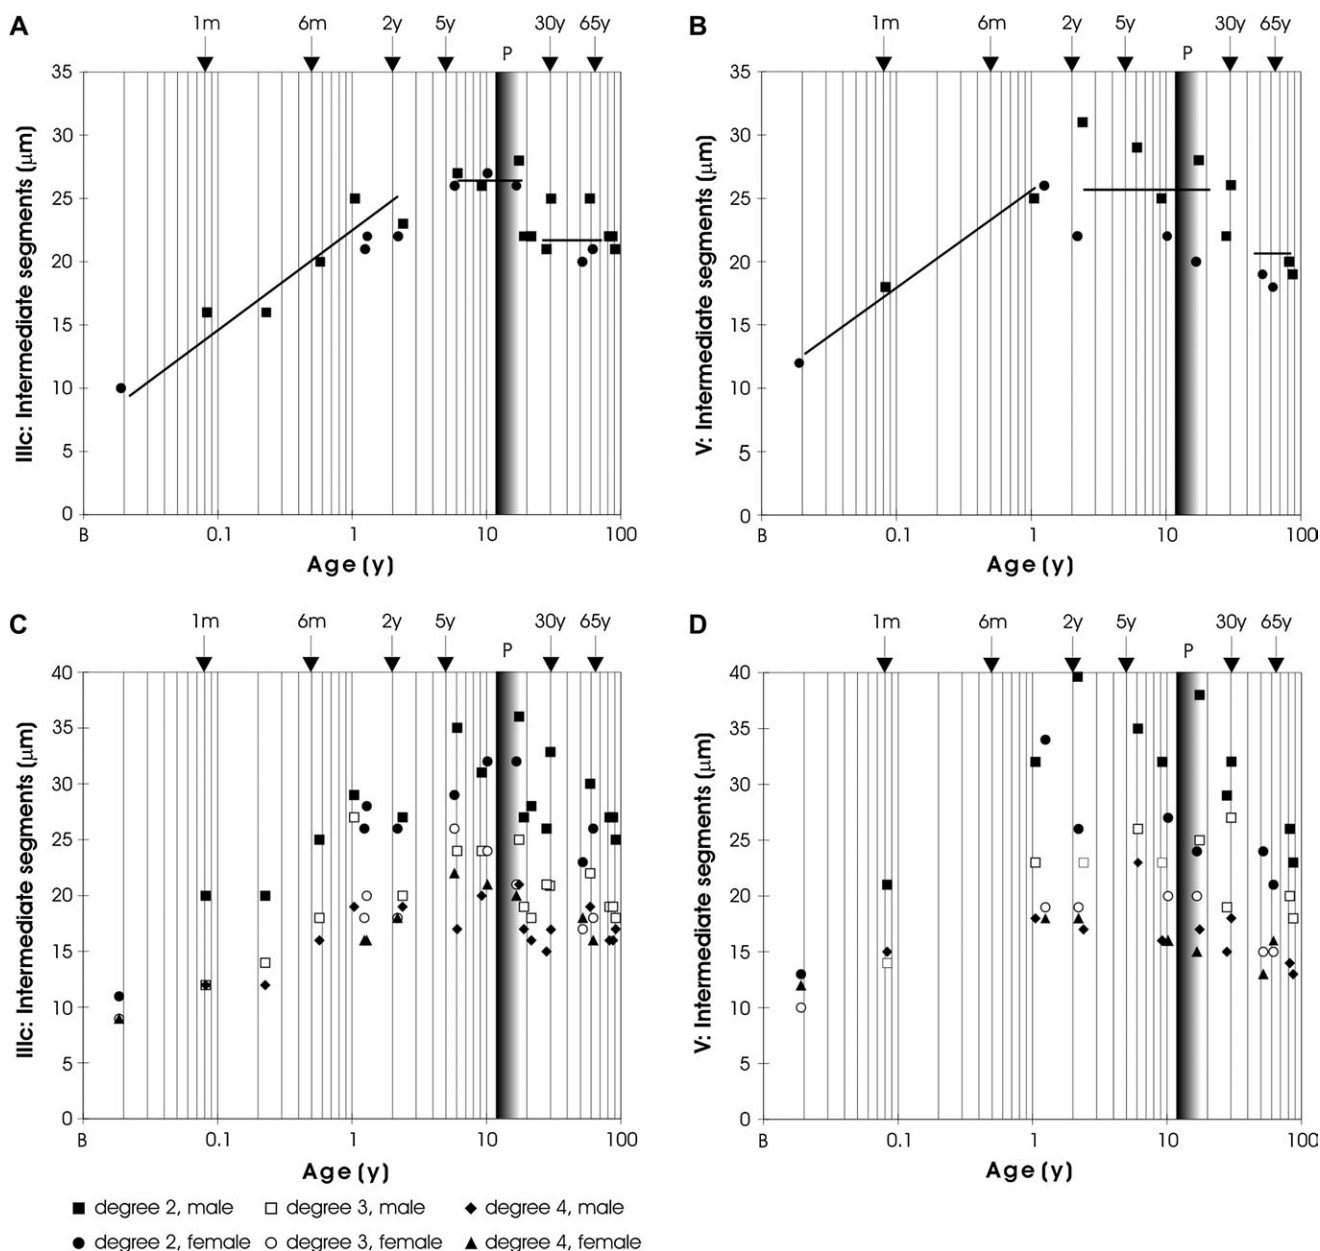 A
1m 6m 2y 5y P 30y 65y
35
30
25
20
15
10
5
0
IIIc: Intermediate segments (μm)
B 0.1 1 10 100
Age (y)
B
1m 6m 2y 5y P 30y 65y
35
30
25
20
15
10
5
0
V: Intermediate segments (μm)
B 0.1 1 10 100
Age (y)
C
1m 6m 2y 5y P 30y 65y
40
35
30
25
20
15
10
5
0
IIIc: Intermediate segments (μm)
B 0.1 1 10 100
Age (y)
D
1m 6m 2y 5y P 30y 65y
40
35
30
25
20
15
10
5
0
V: Intermediate segments (μm)
B 0.1 1 10 100
Age (y)
degree 2, male degree 3, male degree 4, male
degree 2, female degree 3, female degree 4, female